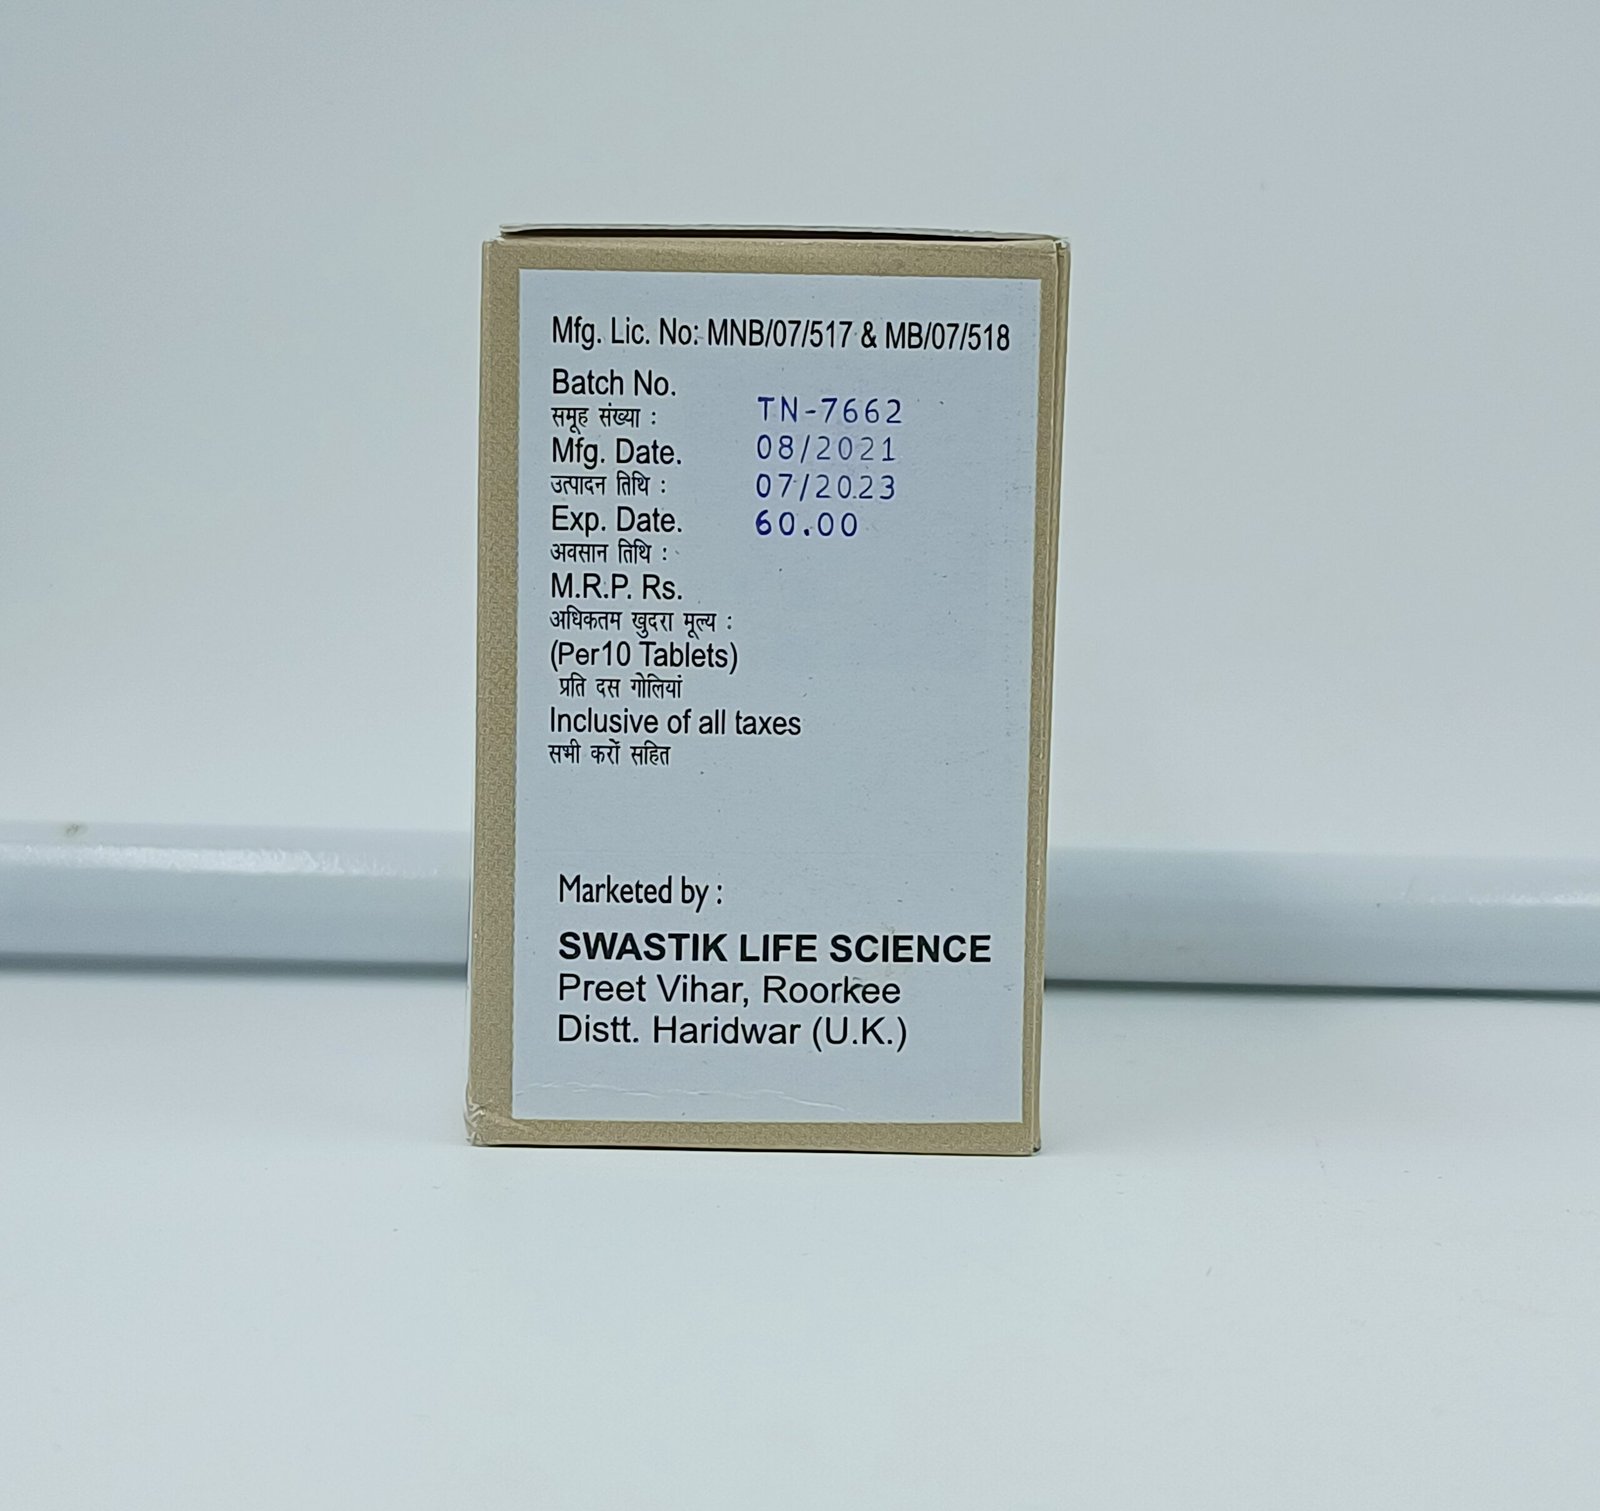 Mfg. Lic. No: MNB/07/517 & MB/07/518
Batch No.
समूह संख्या :
TN-7662
Mfg. Date.
08/2021
उत्पादन तिथि :
07/2023
Exp. Date.
60.00
अवसान तिथि :
M.R.P. Rs.
अधिकतम खुदरा मूल्य :
(Per10 Tablets)
प्रति दस गोलियां
Inclusive of all taxes
सभी करों सहित
Marketed by :
SWASTIK LIFE SCIENCE
Preet Vihar, Roorkee
Distt. Haridwar (U.K.)